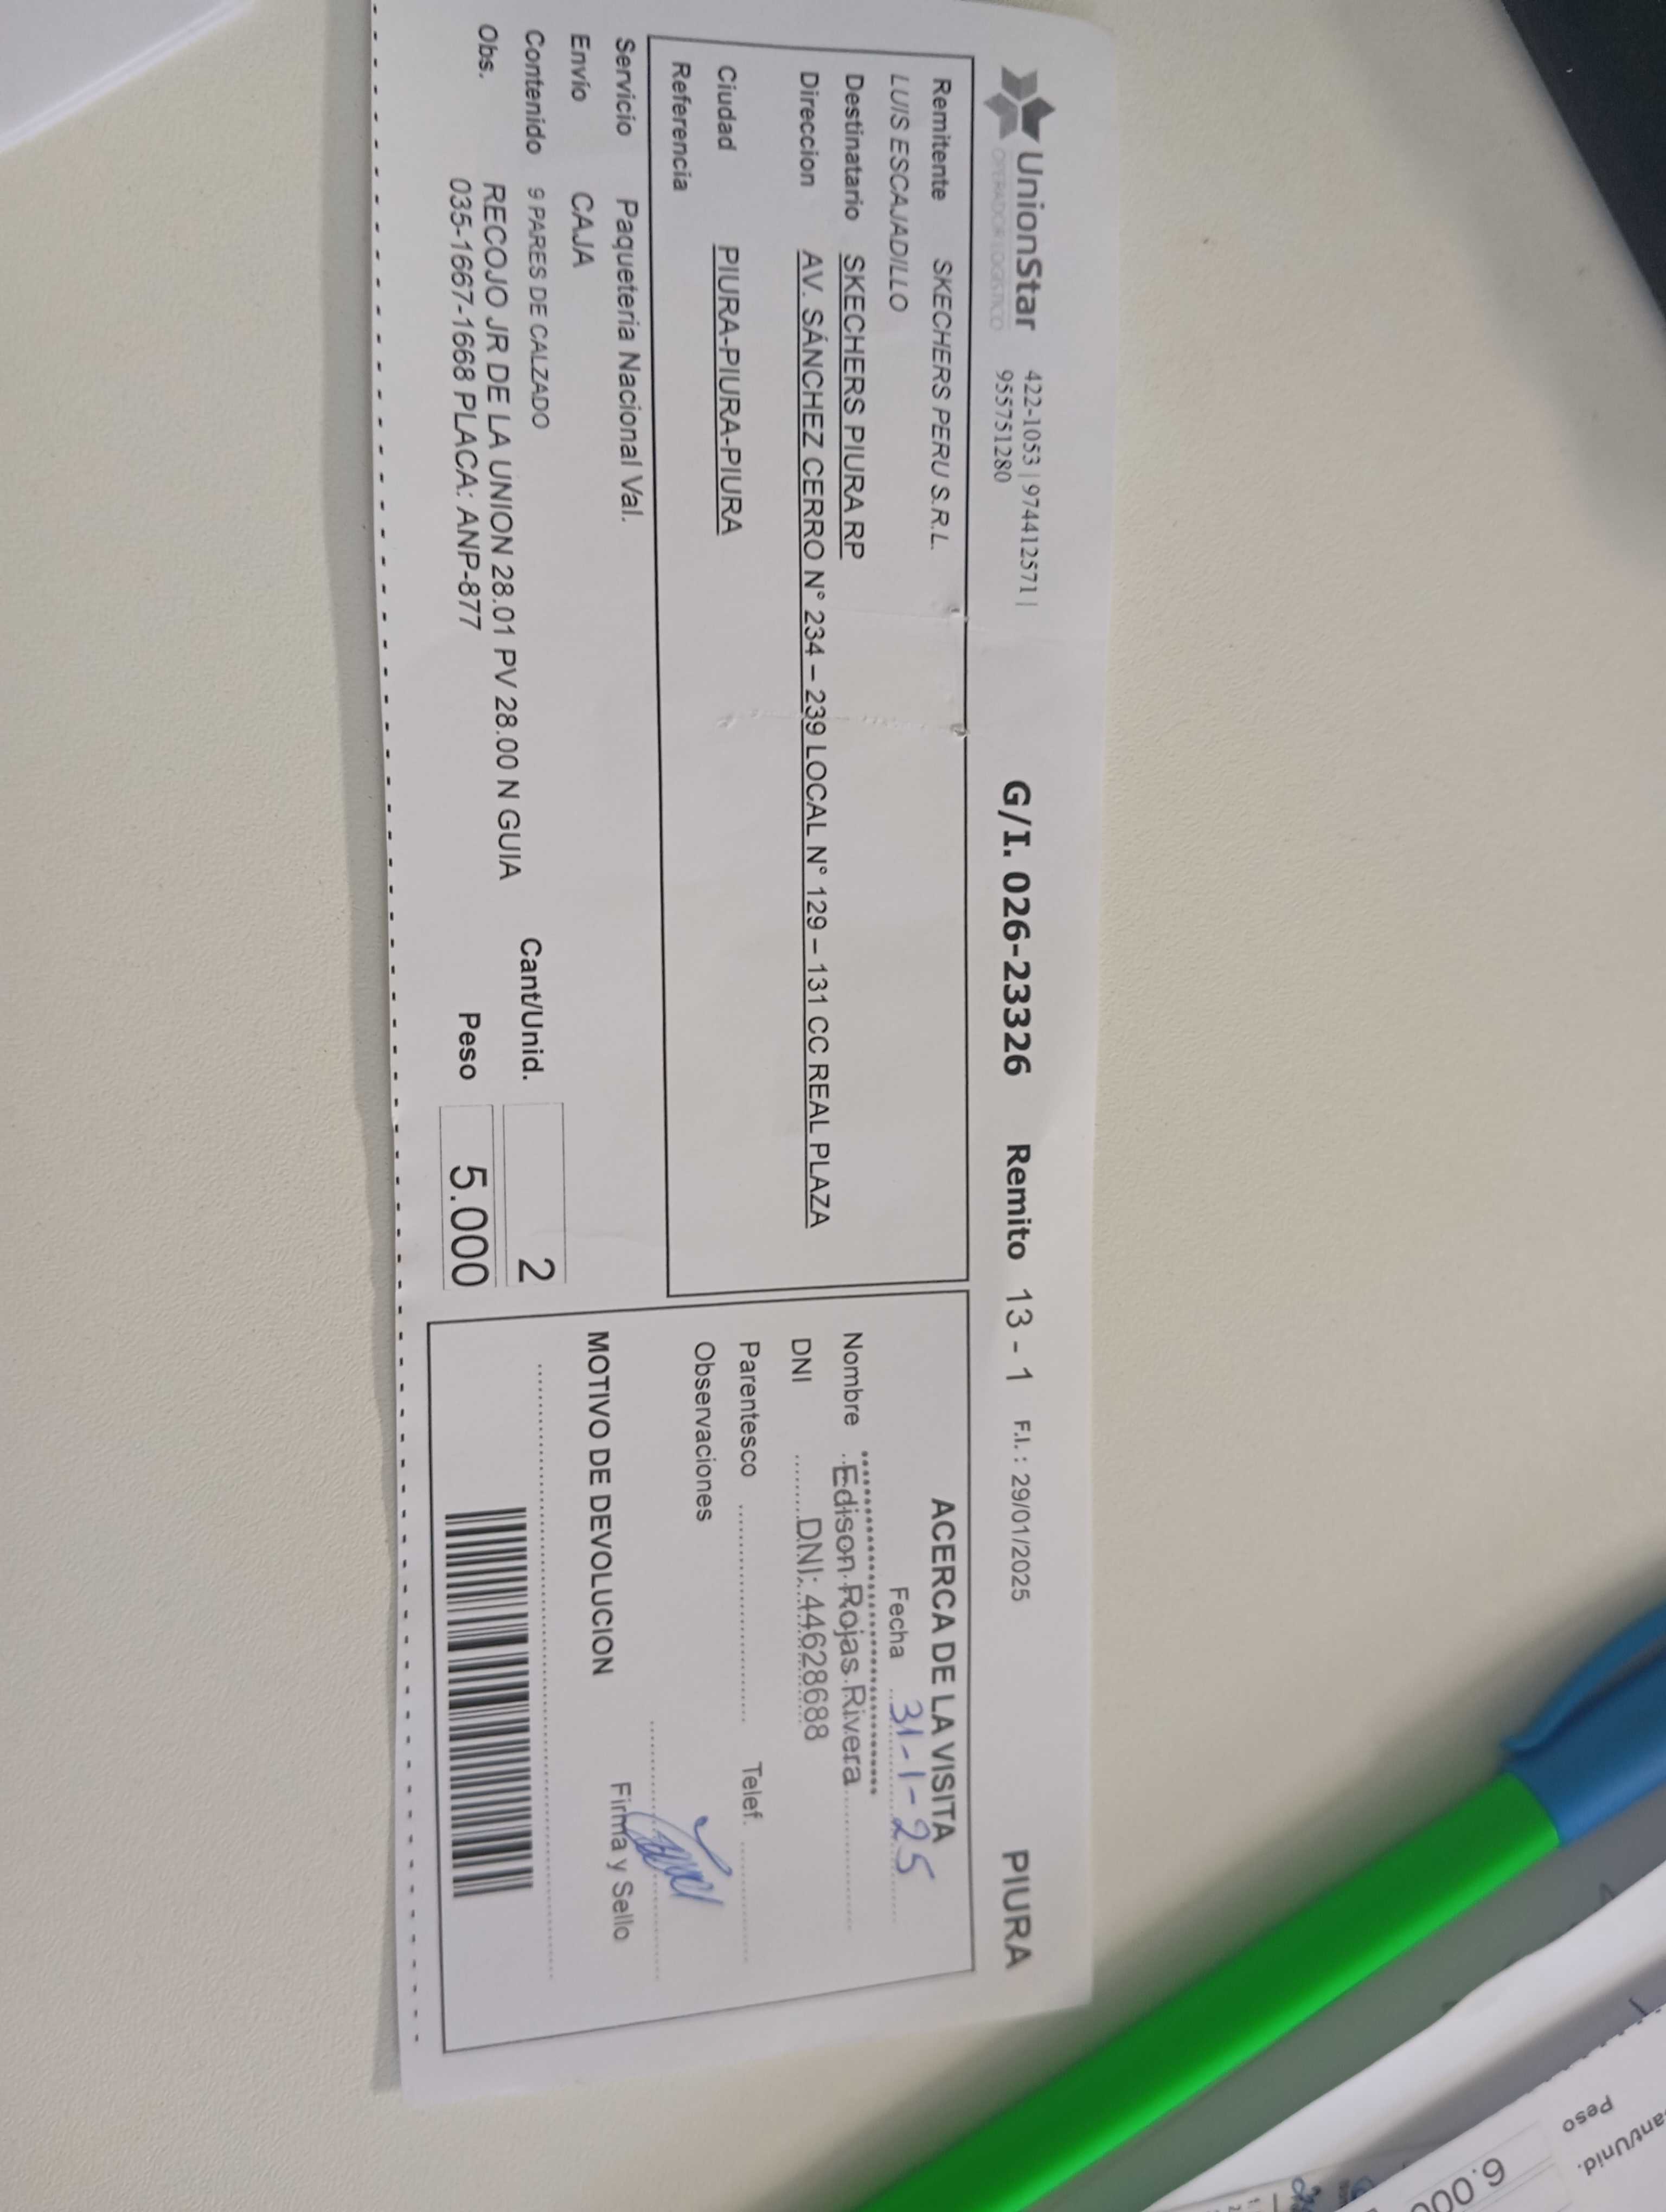 UnionStar
OPERADOR LOGISTICO
422-1053 | 974412571 |
955751280
G/I. 026-23326 Remito 13 - 1 F.I. : 29/01/2025 PIURA
Remitente SKECHERS PERU S.R.L.
LUIS ESCAJADILLO
Destinatario SKECHERS PIURA RP
Direccion AV. SÁNCHEZ CERRO N° 234 – 239 LOCAL N° 129 – 131 CC REAL PLAZA
Ciudad PIURA-PIURA-PIURA
Referencia
Servicio Paqueteria Nacional Val.
Envío CAJA
Contenido 9 PARES DE CALZADO
Obs. RECOJO JR DE LA UNION 28.01 PV 28.00 N GUIA
035-1667-1668 PLACA: ANP-877
Cant/Unid. 2
Peso 5.000
ACERCA DE LA VISITA
Fecha 31-1-25
Nombre Edison Rojas Rivera
DNI DNI: 44628688
Parentesco Telef.
Observaciones
Firma y Sello
MOTIVO DE DEVOLUCION
ant/Unid.
Peso
6.000